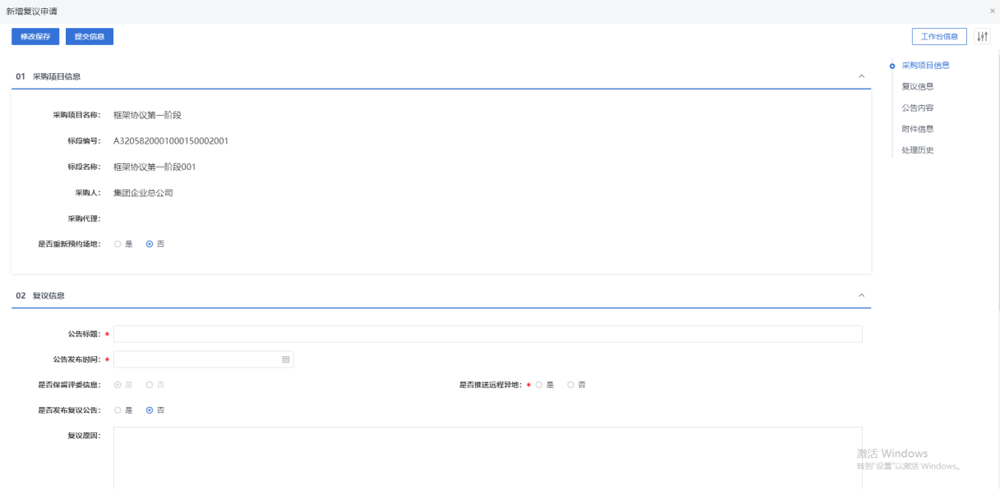 新增复议申请
×
修改保存 提交信息 工作台信息
01 采购项目信息
采购项目名称： 框架协议第一阶段
标段编号： A3205820001000150002001
标段名称： 框架协议第一阶段001
采购人： 集团企业总公司
采购代理：
是否重新预约场地： 是 否
02 复议信息
公告标题：*
公告发布时间：*
是否保留评委信息： 是 否 是否推送远程异地：* 是 否
是否发布复议公告： 是 否
复议原因：
采购项目信息
复议信息
公告内容
附件信息
处理历史
激活 Windows
转到"设置"以激活 Windows。